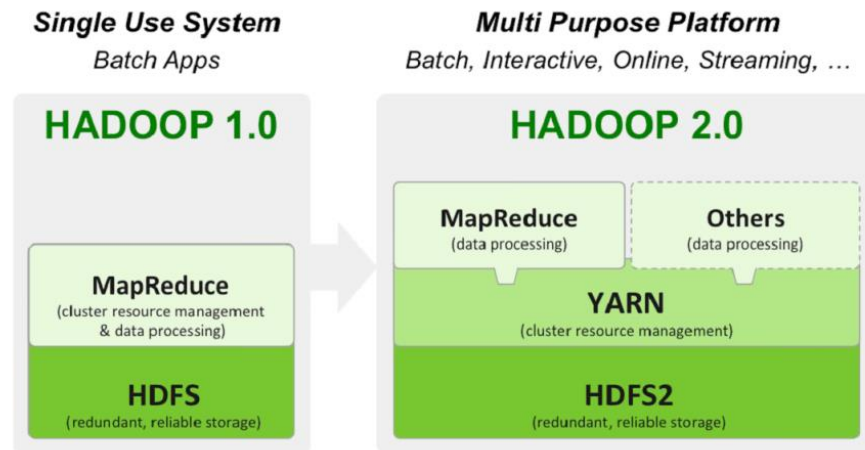 Single Use System
Batch Apps
HADOOP 1.0
MapReduce
(cluster resource management
& data processing)
HDFS
(redundant, reliable storage)
Multi Purpose Platform
Batch, Interactive, Online, Streaming, …
HADOOP 2.0
MapReduce
(data processing)
Others
(data processing)
YARN
(cluster resource management)
HDFS2
(redundant, reliable storage)